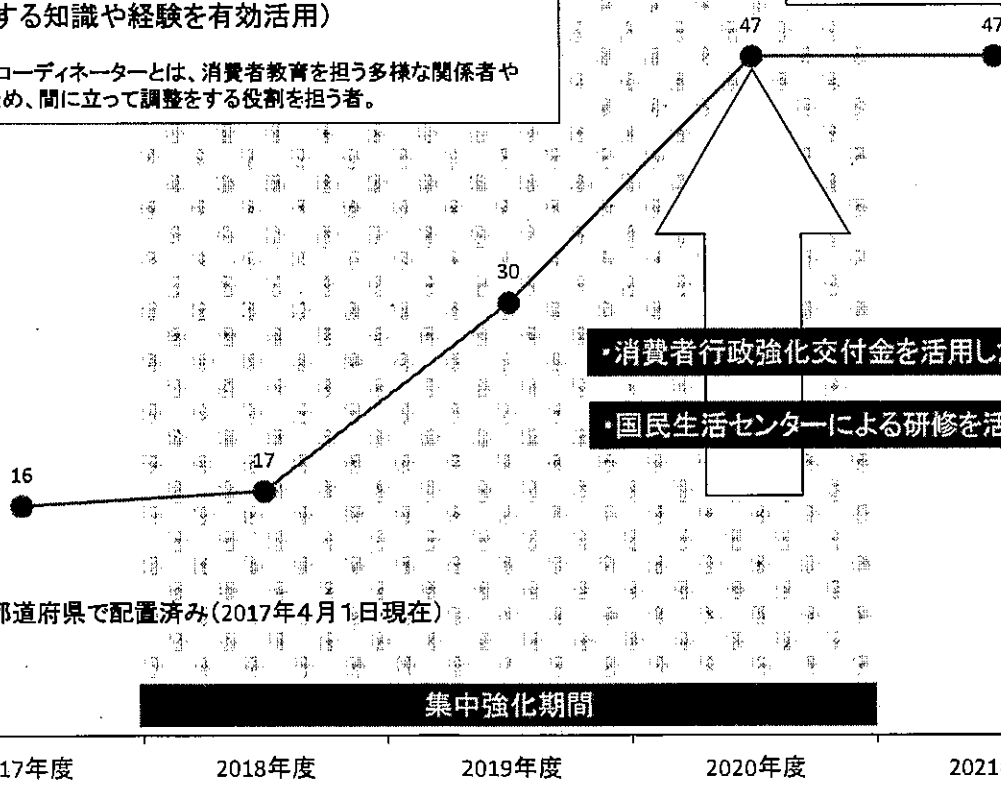 する知識や経験を有効活用)
コーディネーターとは、消費者教育を担う多様な関係者や
め、間に立って調整をする役割を担う者。
47
47
30
・消費者行政強化交付金を活用し
・国民生活センターによる研修を活
17
16
都道府県で配置済み(2017年4月1日現在)
集中強化期間
17年度
2018年度
2019年度
2020年度
2021